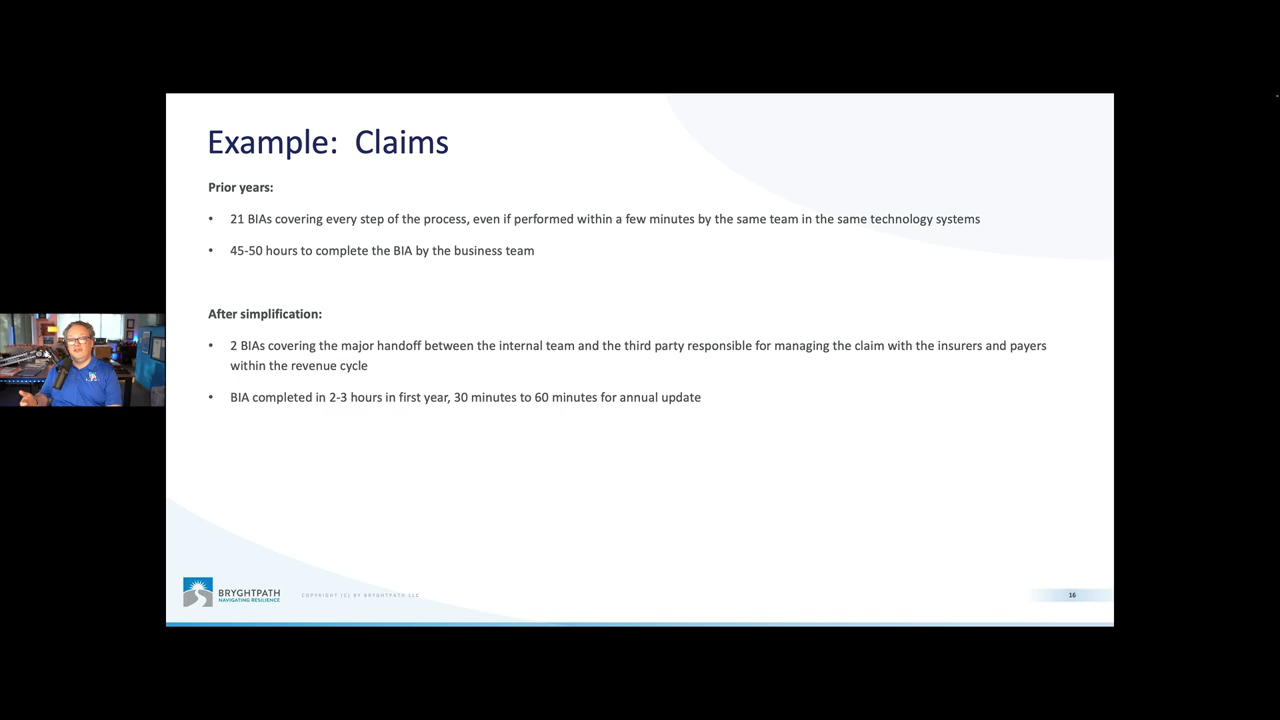 Example: Claims
Prior years:
• 21 BIAs covering every step of the process, even if performed within a few minutes by the same team in the same technology systems
• 45-50 hours to complete the BIA by the business team
After simplification:
• 2 BIAs covering the major handoff between the internal team and the third party responsible for managing the claim with the insurers and payers
within the revenue cycle
• BIA completed in 2-3 hours in first year, 30 minutes to 60 minutes for annual update
BRYGHTPATH
NAVIGATING RESILIENCE
COPYRIGHT (C) BY BRYGHTPATH LLC
16